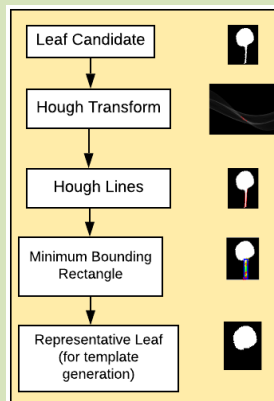 Leaf Candidate
Hough Transform
Hough Lines
Minimum Bounding
Rectangle
Representative Leaf
(for template
generation)